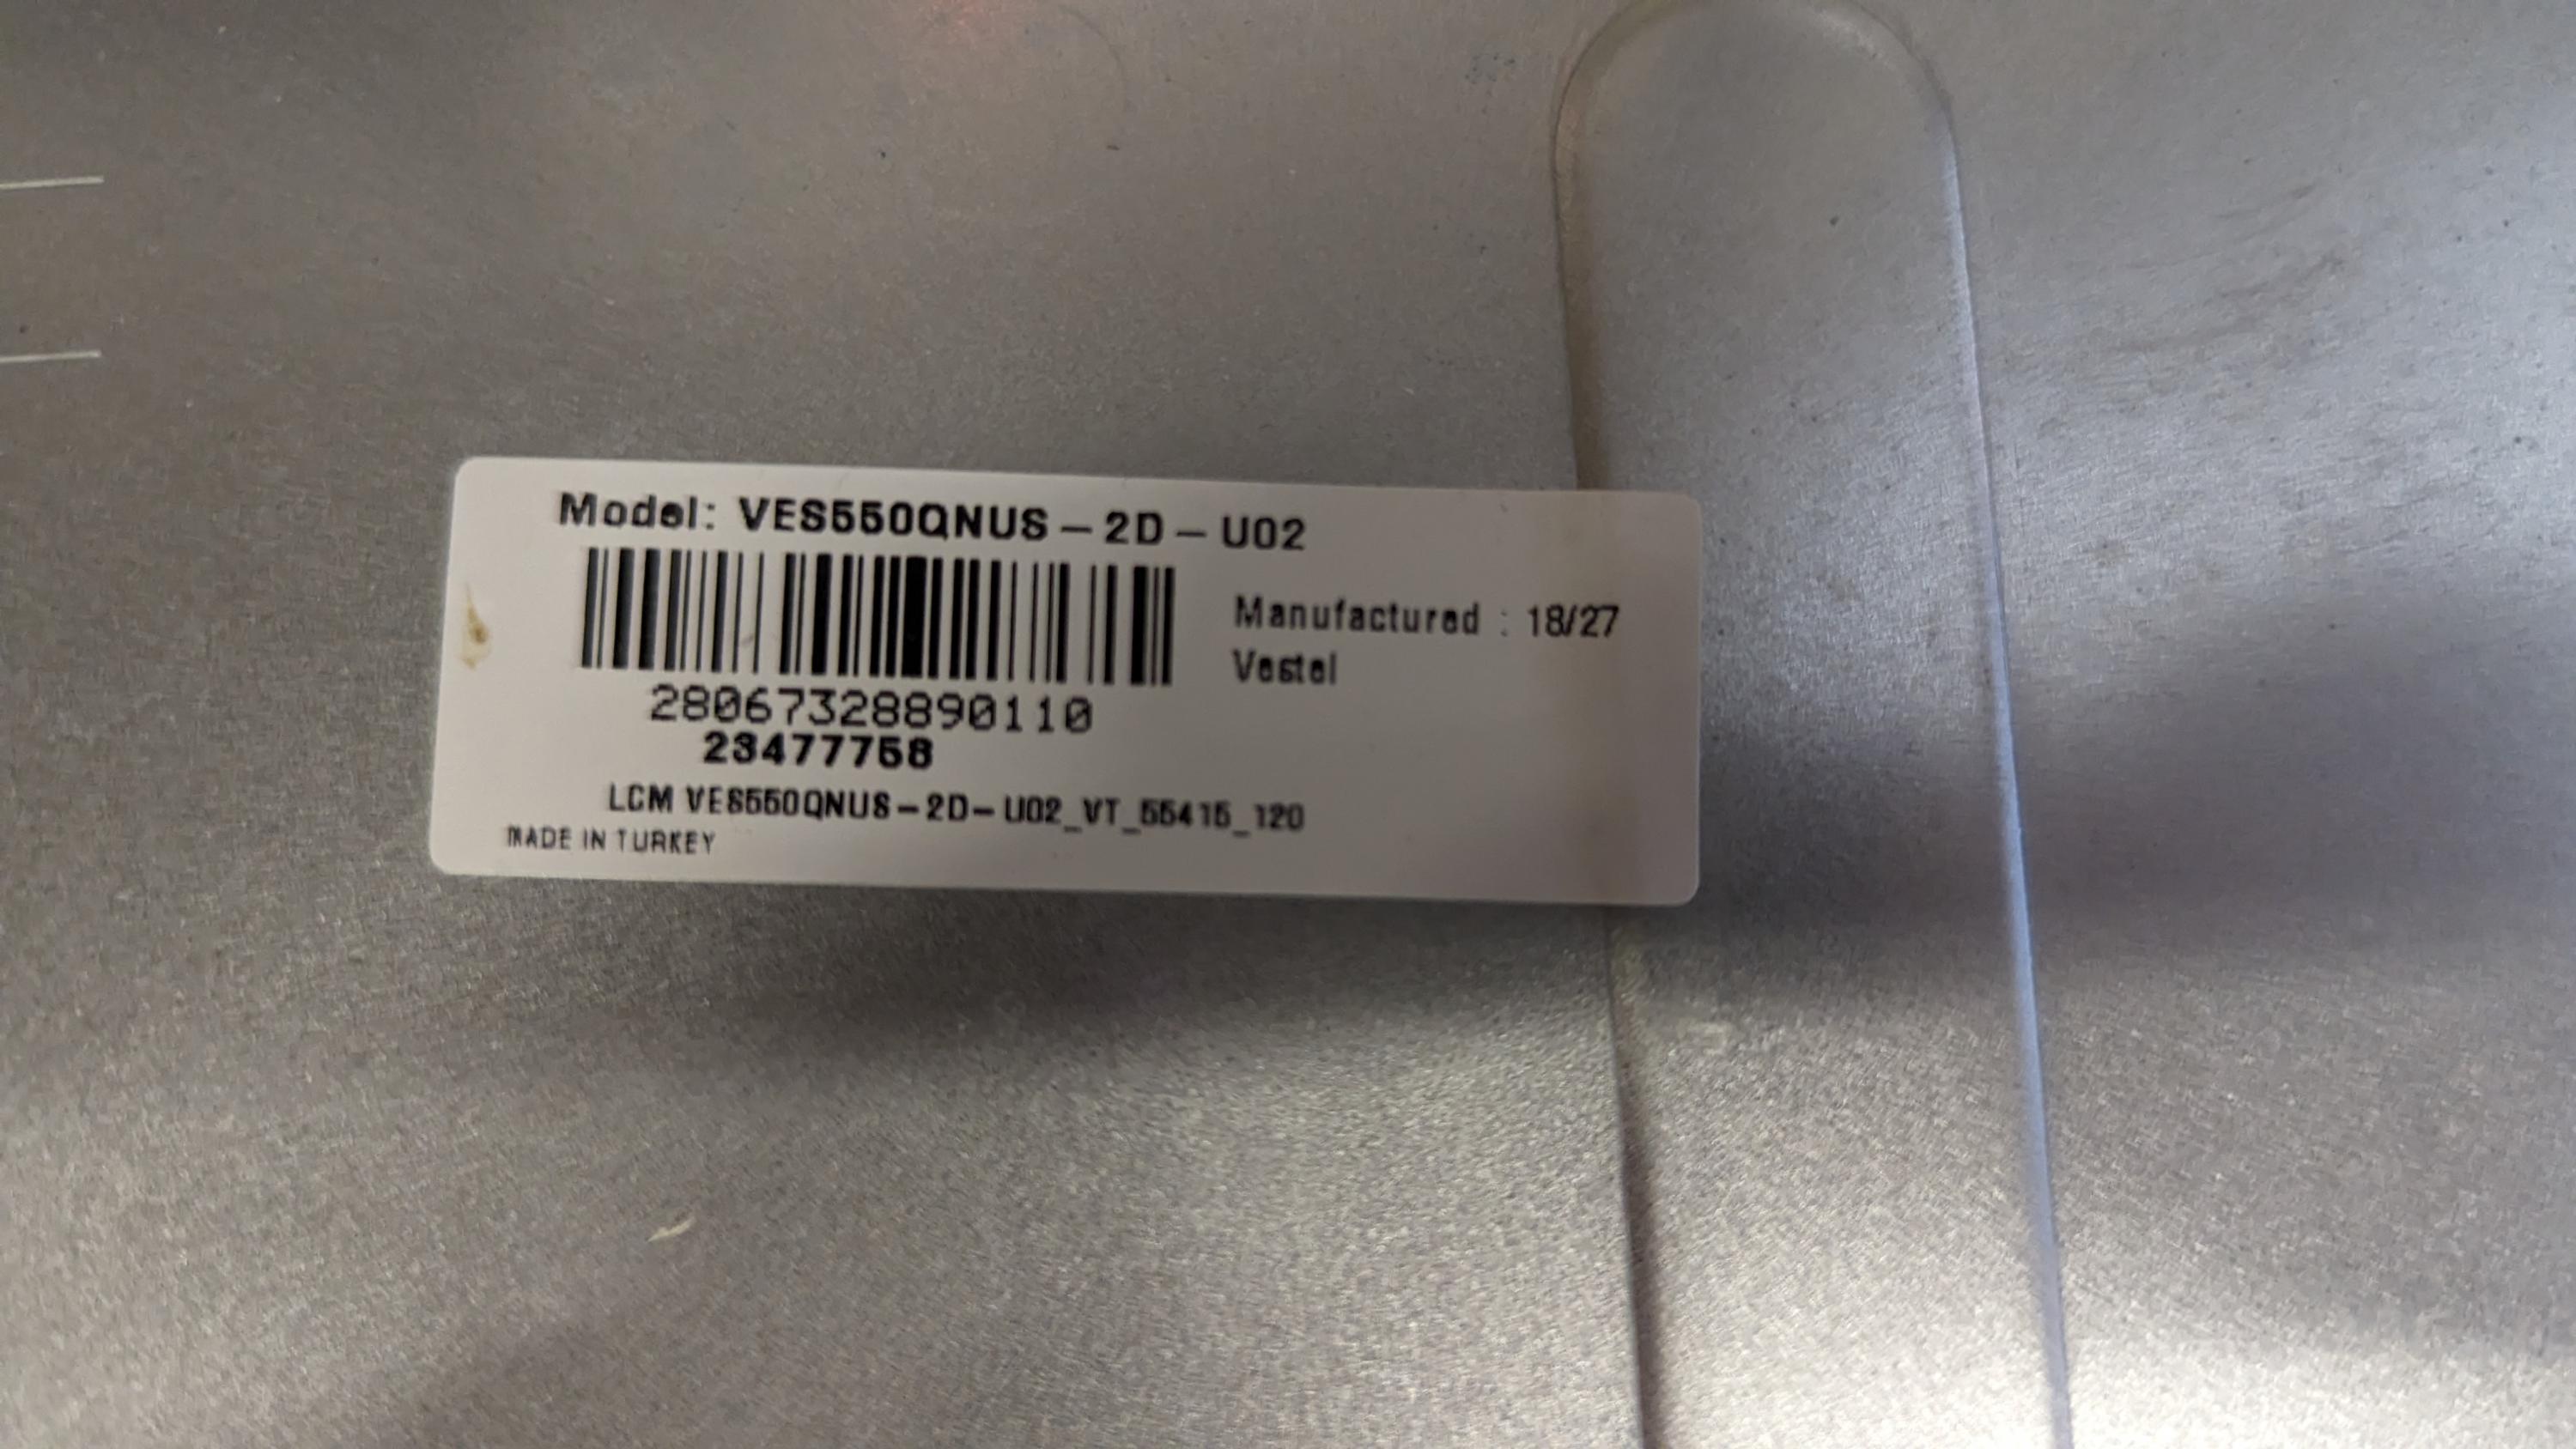 Model: VES550QNUS-2D-U02
Manufactured : 18/27
Vestel
28067328890110
23477758
LCM VES550QNUS-2D-U02_VT_55415_120
MADE IN TURKEY